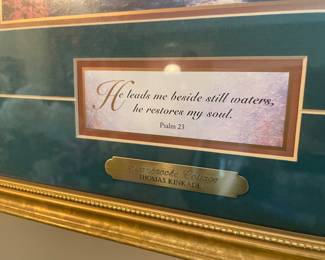 He leads me beside still waters,
he restores my soul.
Psalm 23
THOMAS KINKADE